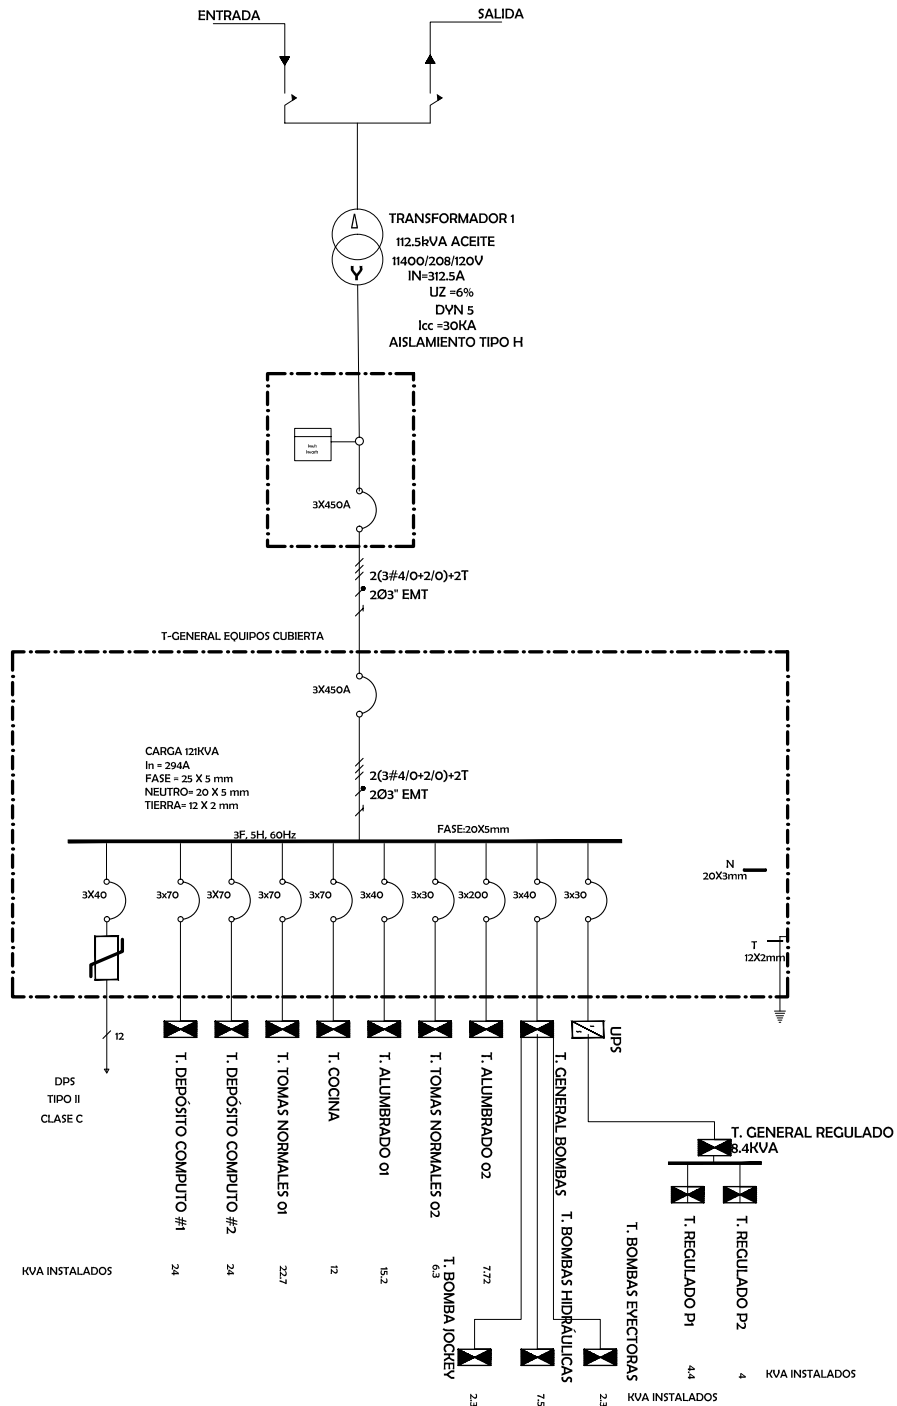 ENTRADA
SALIDA
TRANSFORMADOR 1
112.5kVA ACEITE
11400/208/120V
IN=312.5A
UZ =6%
DYN 5
Icc =30KA
AISLAMIENTO TIPO H
3X450A
2(3#4/0+2/0)+2T
2Ø3" EMT
T-GENERAL EQUIPOS CUBIERTA
3X450A
CARGA 121KVA
In = 294A
FASE = 25 X 5 mm
NEUTRO= 20 X 5 mm
TIERRA= 12 X 2 mm
2(3#4/0+2/0)+2T
2Ø3" EMT
3F, 5H, 60Hz
FASE:20X5mm
N
20X3mm
3X40
3x70
3X70
3x70
3x70
3x40
3x30
3x200
3x40
3x30
T
12X2mm
12
DPS
TIPO II
CLASE C
T. DEPÓSITO COMPUTO #1
T. DEPÓSITO COMPUTO #2
T. TOMAS NORMALES 01
T. COCINA
T. ALUMBRADO 01
T. TOMAS NORMALES 02
T. ALUMBRADO 02
T. GENERAL BOMBAS
UPS
T. GENERAL REGULADO
8.4KVA
T. REGULADO P1
T. REGULADO P2
KVA INSTALADOS
24
24
22.7
12
15.2
6.3
7.72
T. BOMBA JOCKEY
T. BOMBAS HIDRÁULICAS
T. BOMBAS EYECTORAS
4.4
4
KVA INSTALADOS
2.3
7.5
2.3
KVA INSTALADOS